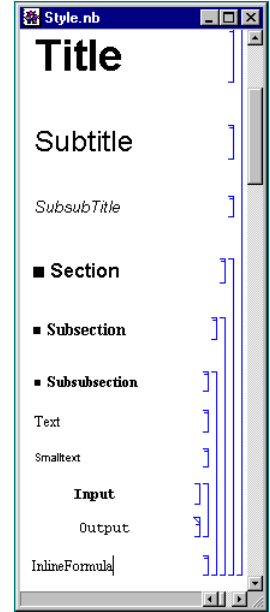 Style.nb
Title
Subtitle
SubsubTitle
Section
Subsection
Subsubsection
Text
Smalltext
Input
Output
InlineFormula